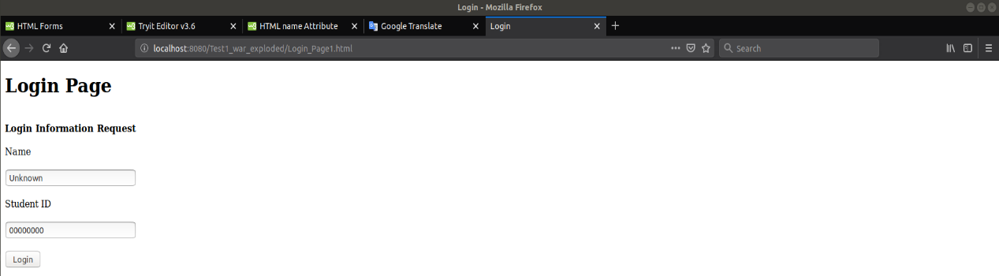 Login - Mozilla Firefox
HTML Forms Tryit Editor v3.6 HTML name Attribute Google Translate Login
localhost:8080/Test1_war_exploded/Login_Page1.html Search
Login Page
Login Information Request
Name
Unknown
Student ID
00000000
Login